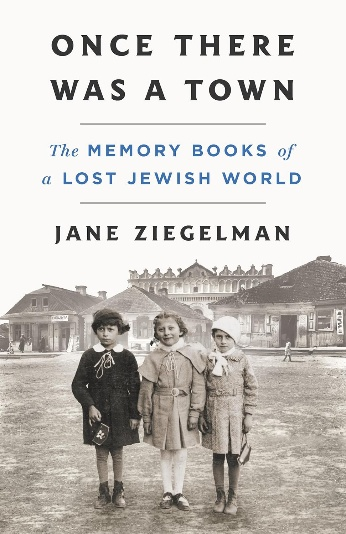 ONCE THERE
WAS A TOWN
The MEMORY BOOKS of
a LOST JEWISH WORLD
JANE ZIEGELMAN